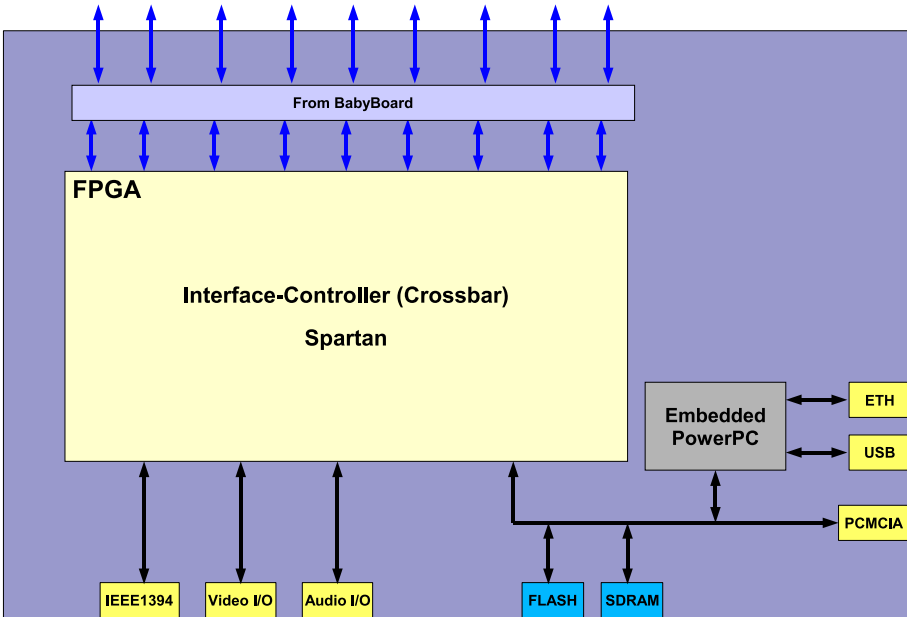 From BabyBoard
FPGA
Interface-Controller (Crossbar)
Spartan
Embedded
PowerPC
ETH
USB
PCMCIA
IEEE1394
Video I/O
Audio I/O
FLASH
SDRAM